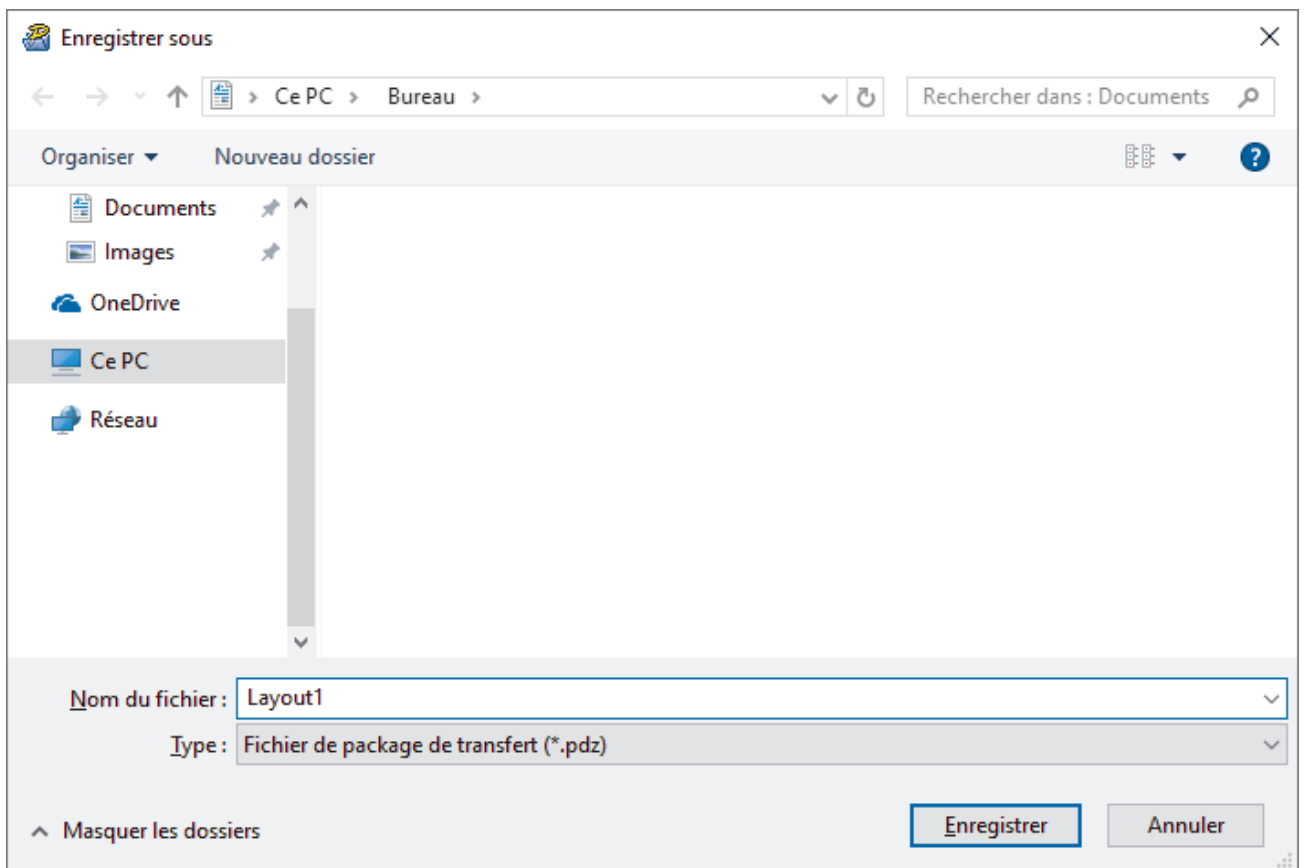 Enregistrer sous
Ce PC > Bureau >
Rechercher dans : Documents
Organiser
Nouveau dossier
?
Documents
Images
OneDrive
Ce PC
Réseau
Nom du fichier : Layout1
Type : Fichier de package de transfert (*.pdz)
Masquer les dossiers
Enregistrer
Annuler